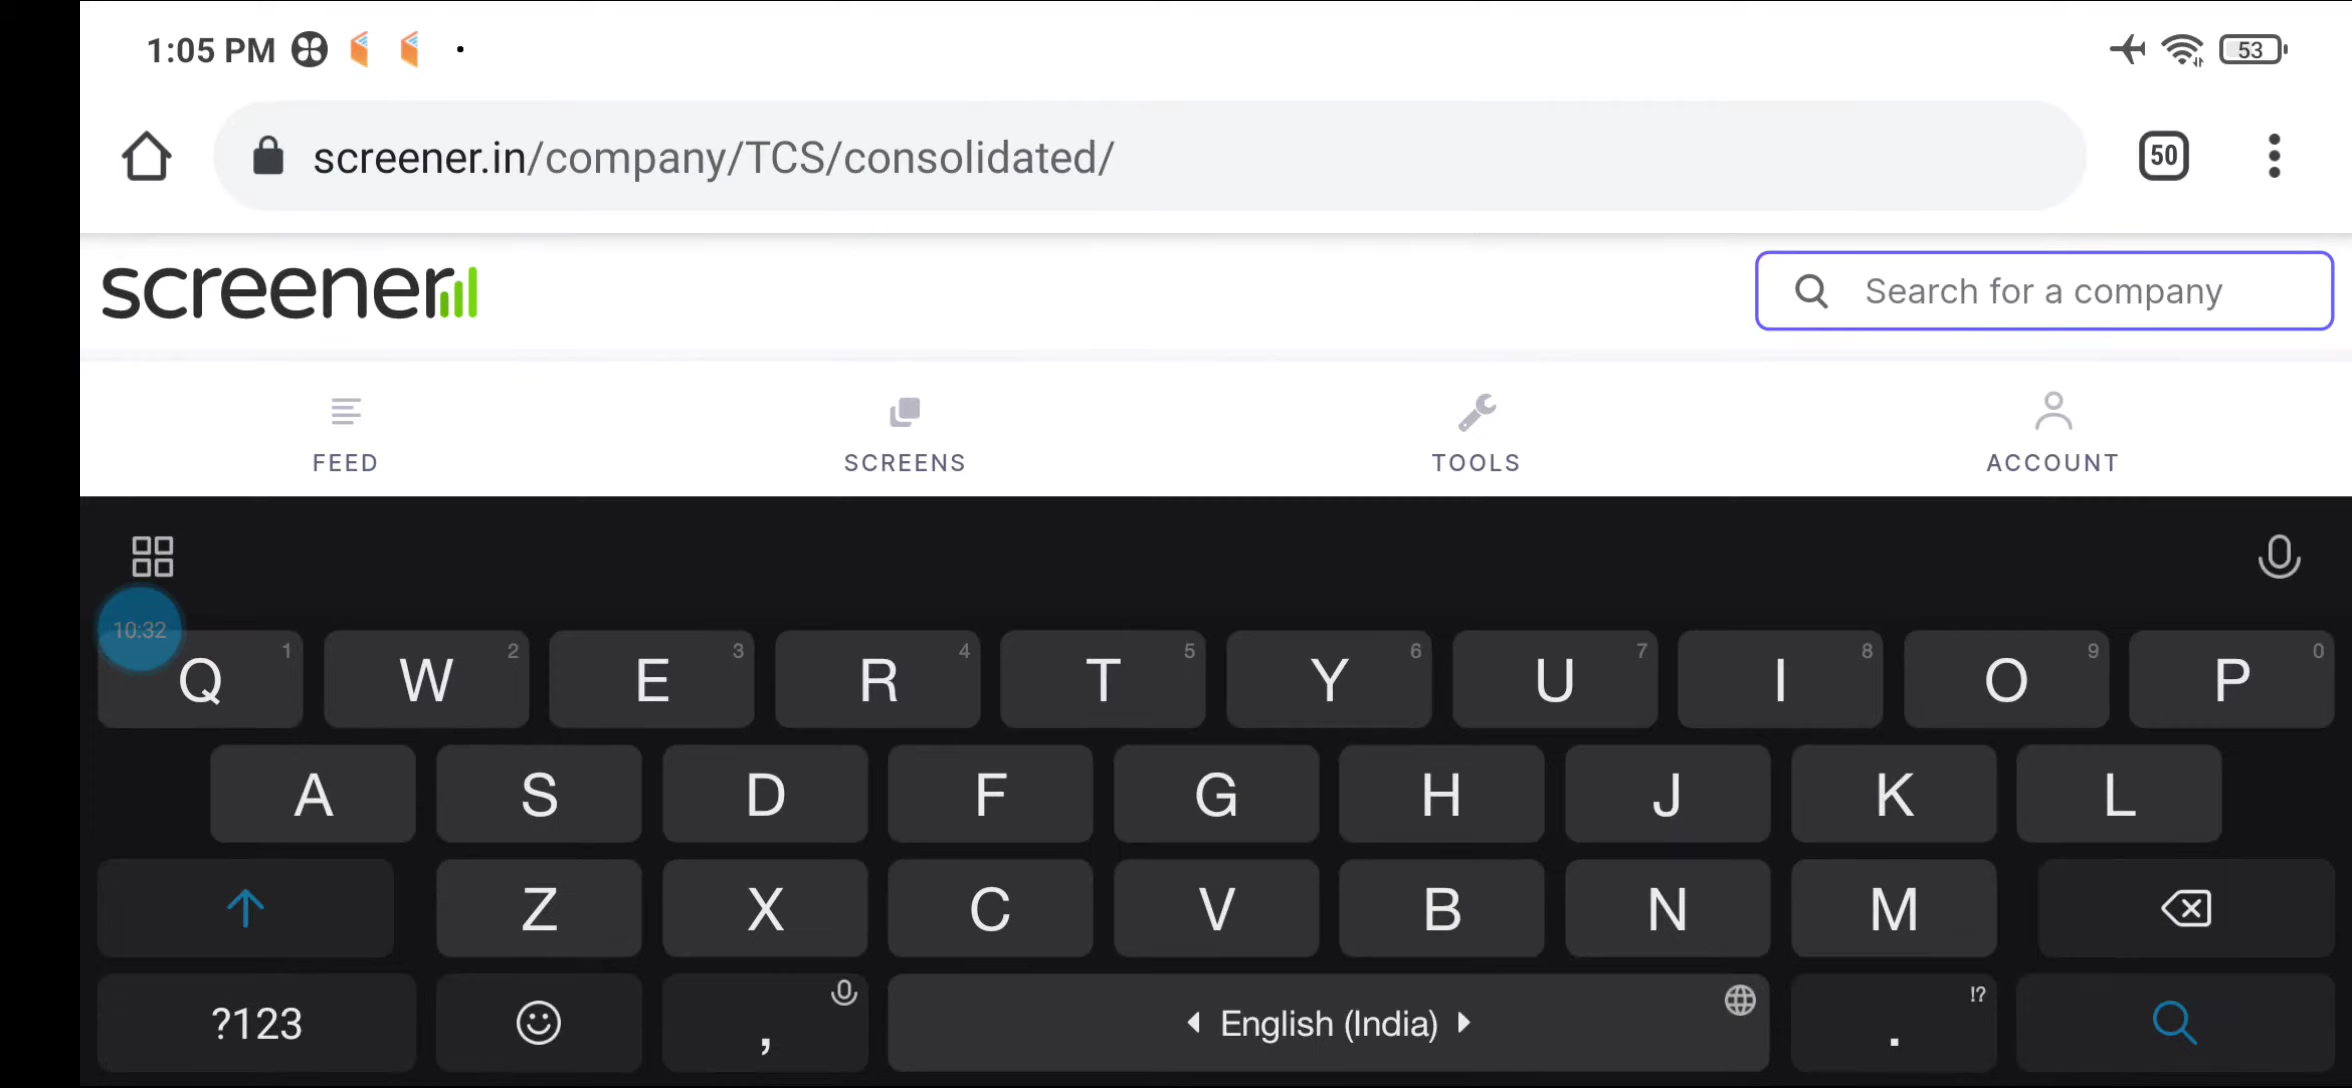 1:05 PM
53
screener.in/company/TCS/consolidated/
50
screener
Search for a company
FEED
SCREENS
TOOLS
ACCOUNT
10:32
Q 1 W 2 E 3 R 4 T 5 Y 6 U 7 I 8 O 9 P 0
A S D F G H J K L
Z X C V B N M
?123 , English (India) . !?